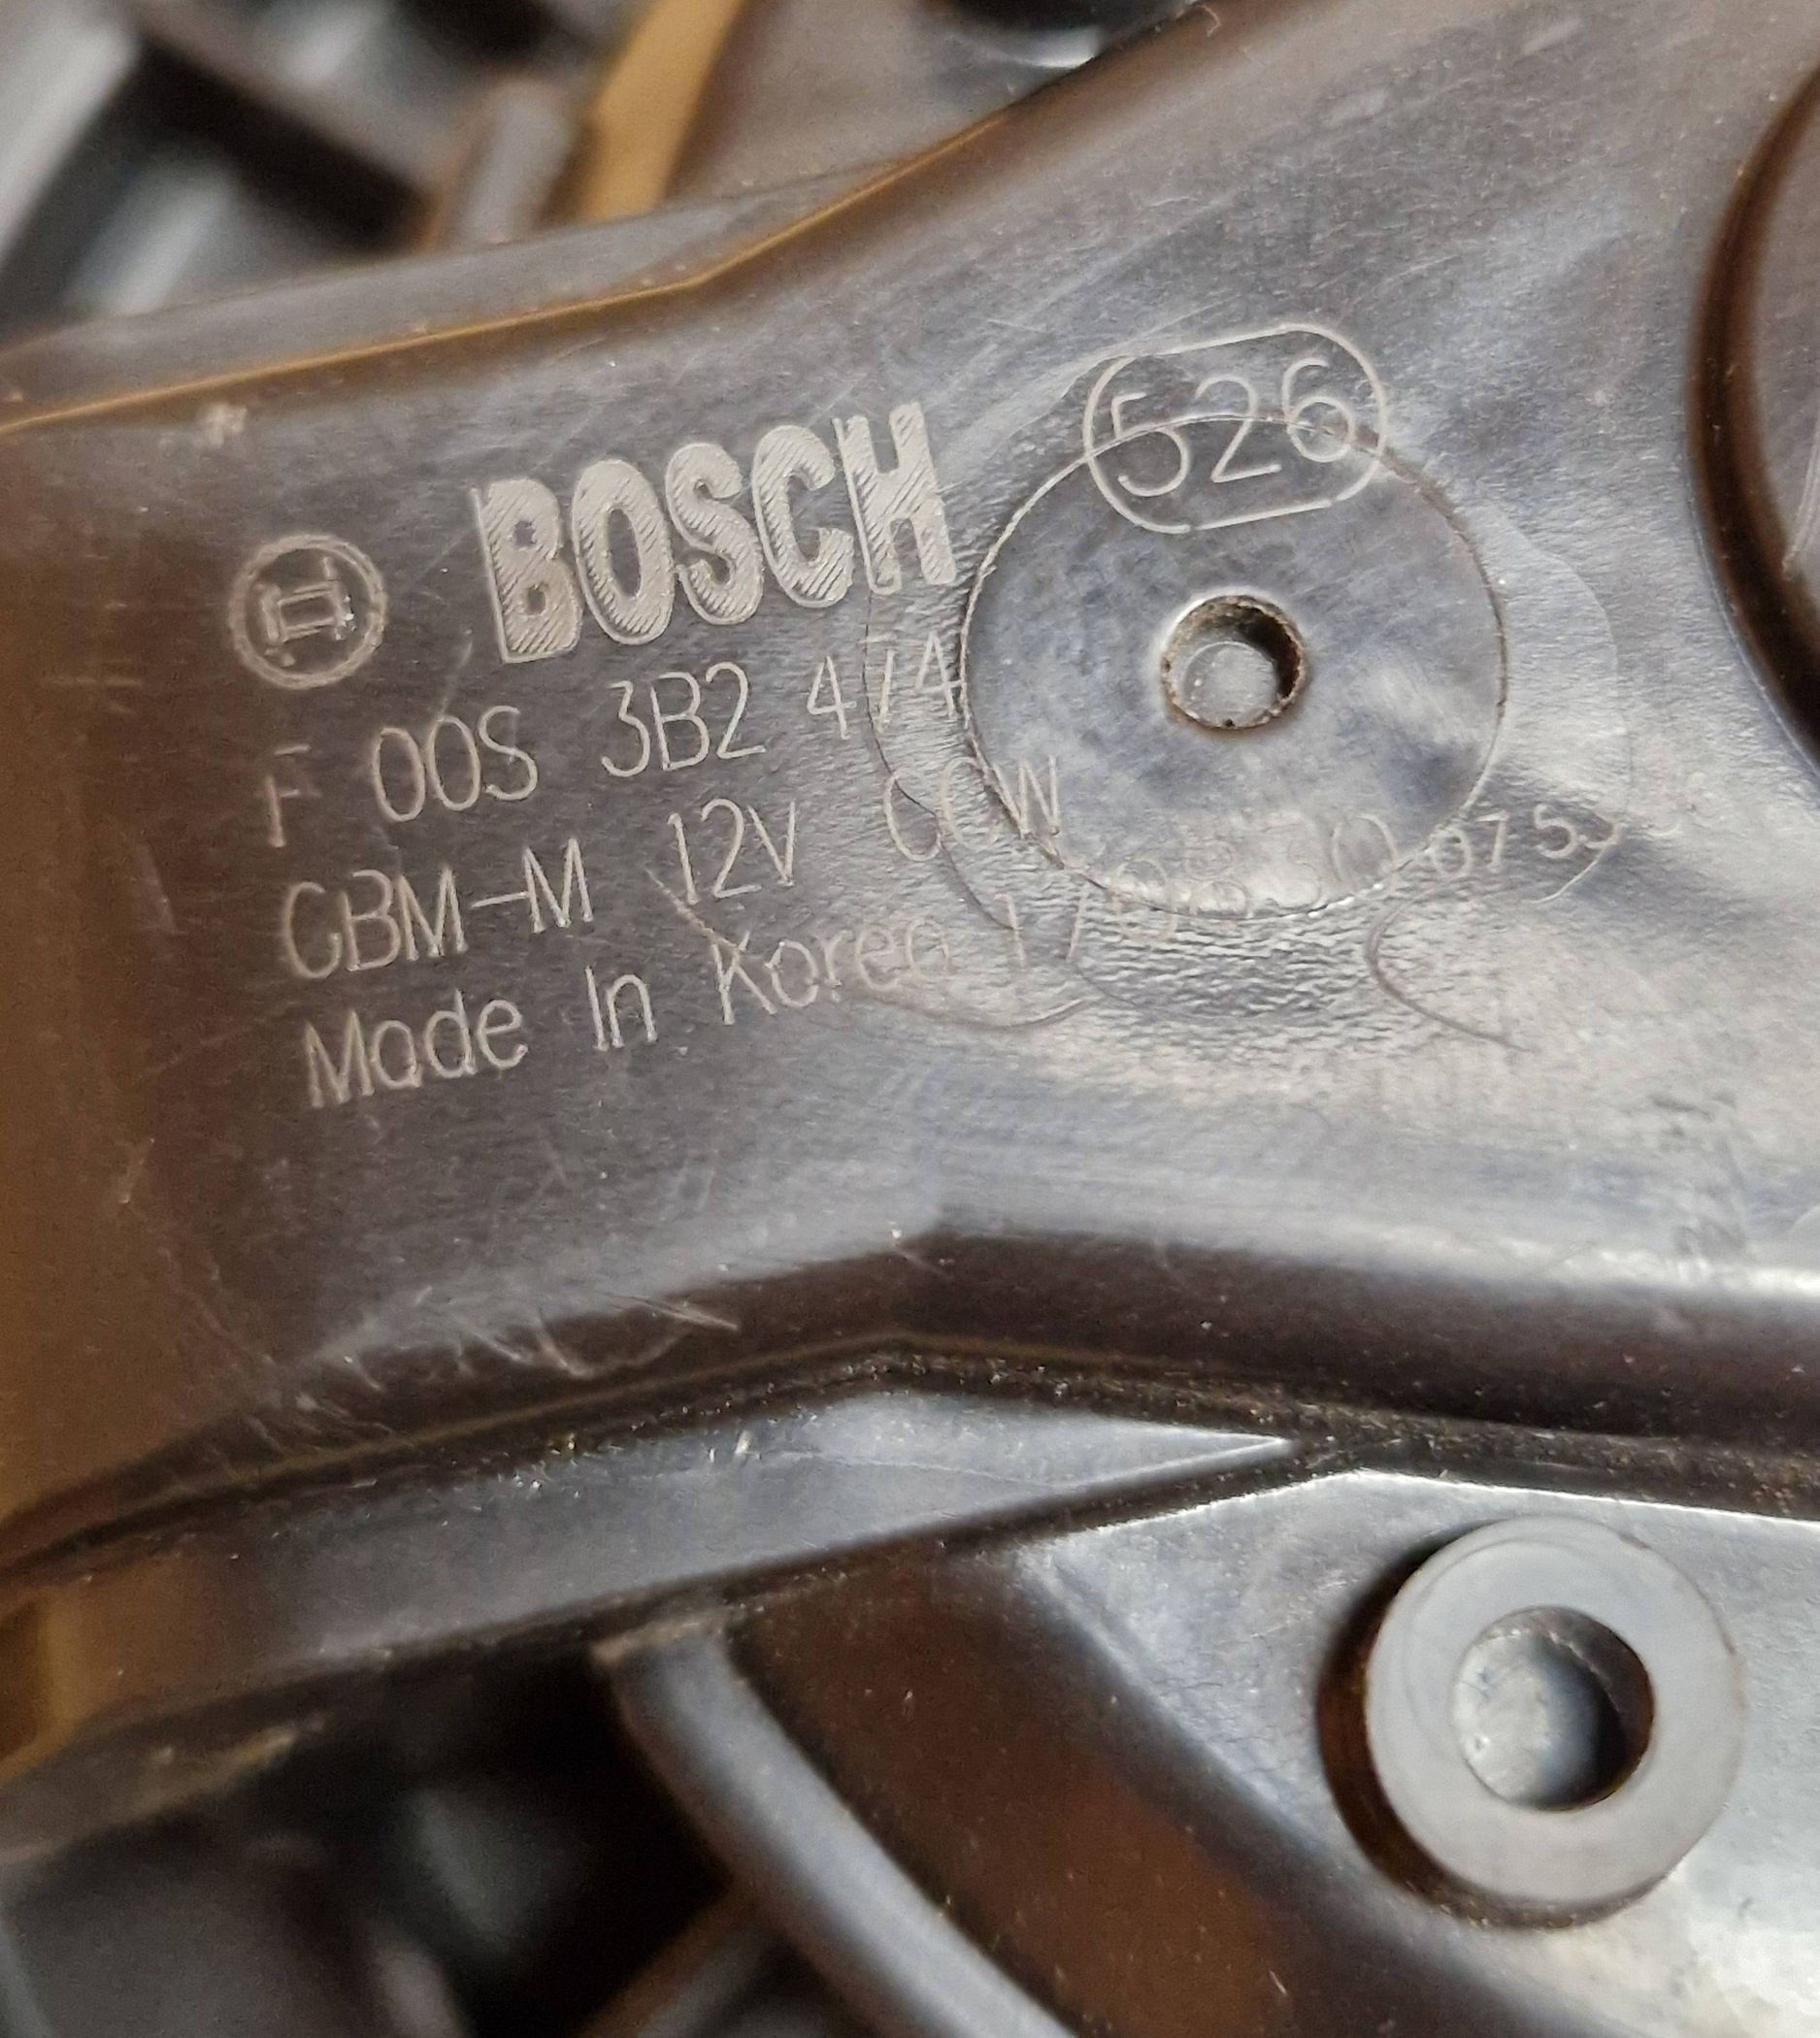 526
BOSCH
F 00S 3B2 474
CBM-M 12V CCW
Made In Korea